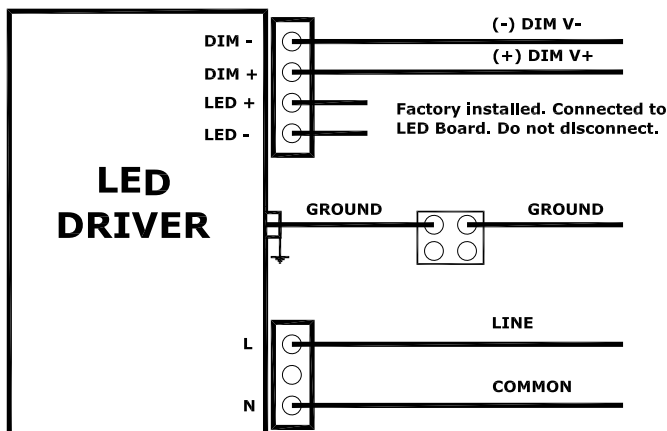 (-) DIM V-
DIM -
(+) DIM V+
DIM +
LED +
Factory installed. Connected to
LED Board. Do not disconnect.
LED -
LED
DRIVER
GROUND
GROUND
LINE
L
COMMON
N